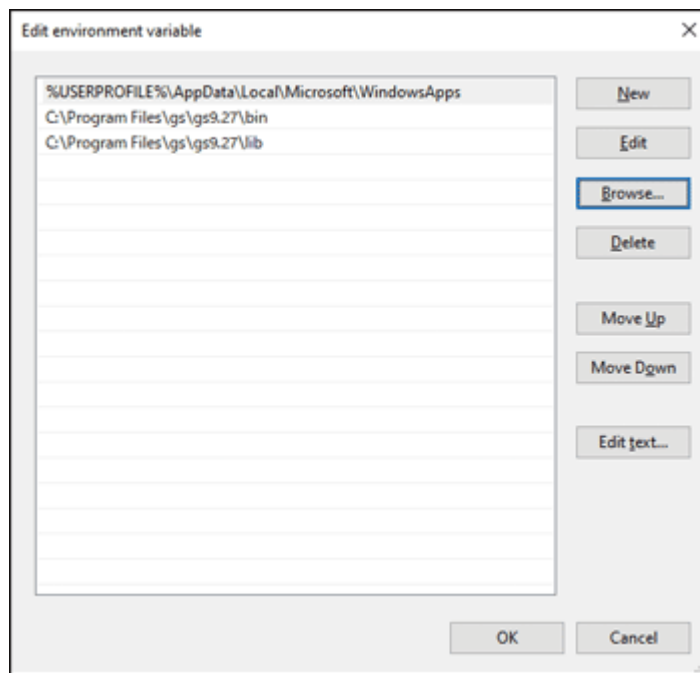 Edit environment variable
%USERPROFILE%\AppData\Local\Microsoft\WindowsApps
C:\Program Files\gs\gs9.27\bin
C:\Program Files\gs\gs9.27\lib
New
Edit
Browse...
Delete
Move Up
Move Down
Edit text...
OK
Cancel